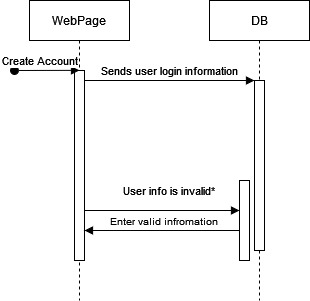 WebPage
DB
Create Account
Sends user login information
User info is invalid*
Enter valid infromation